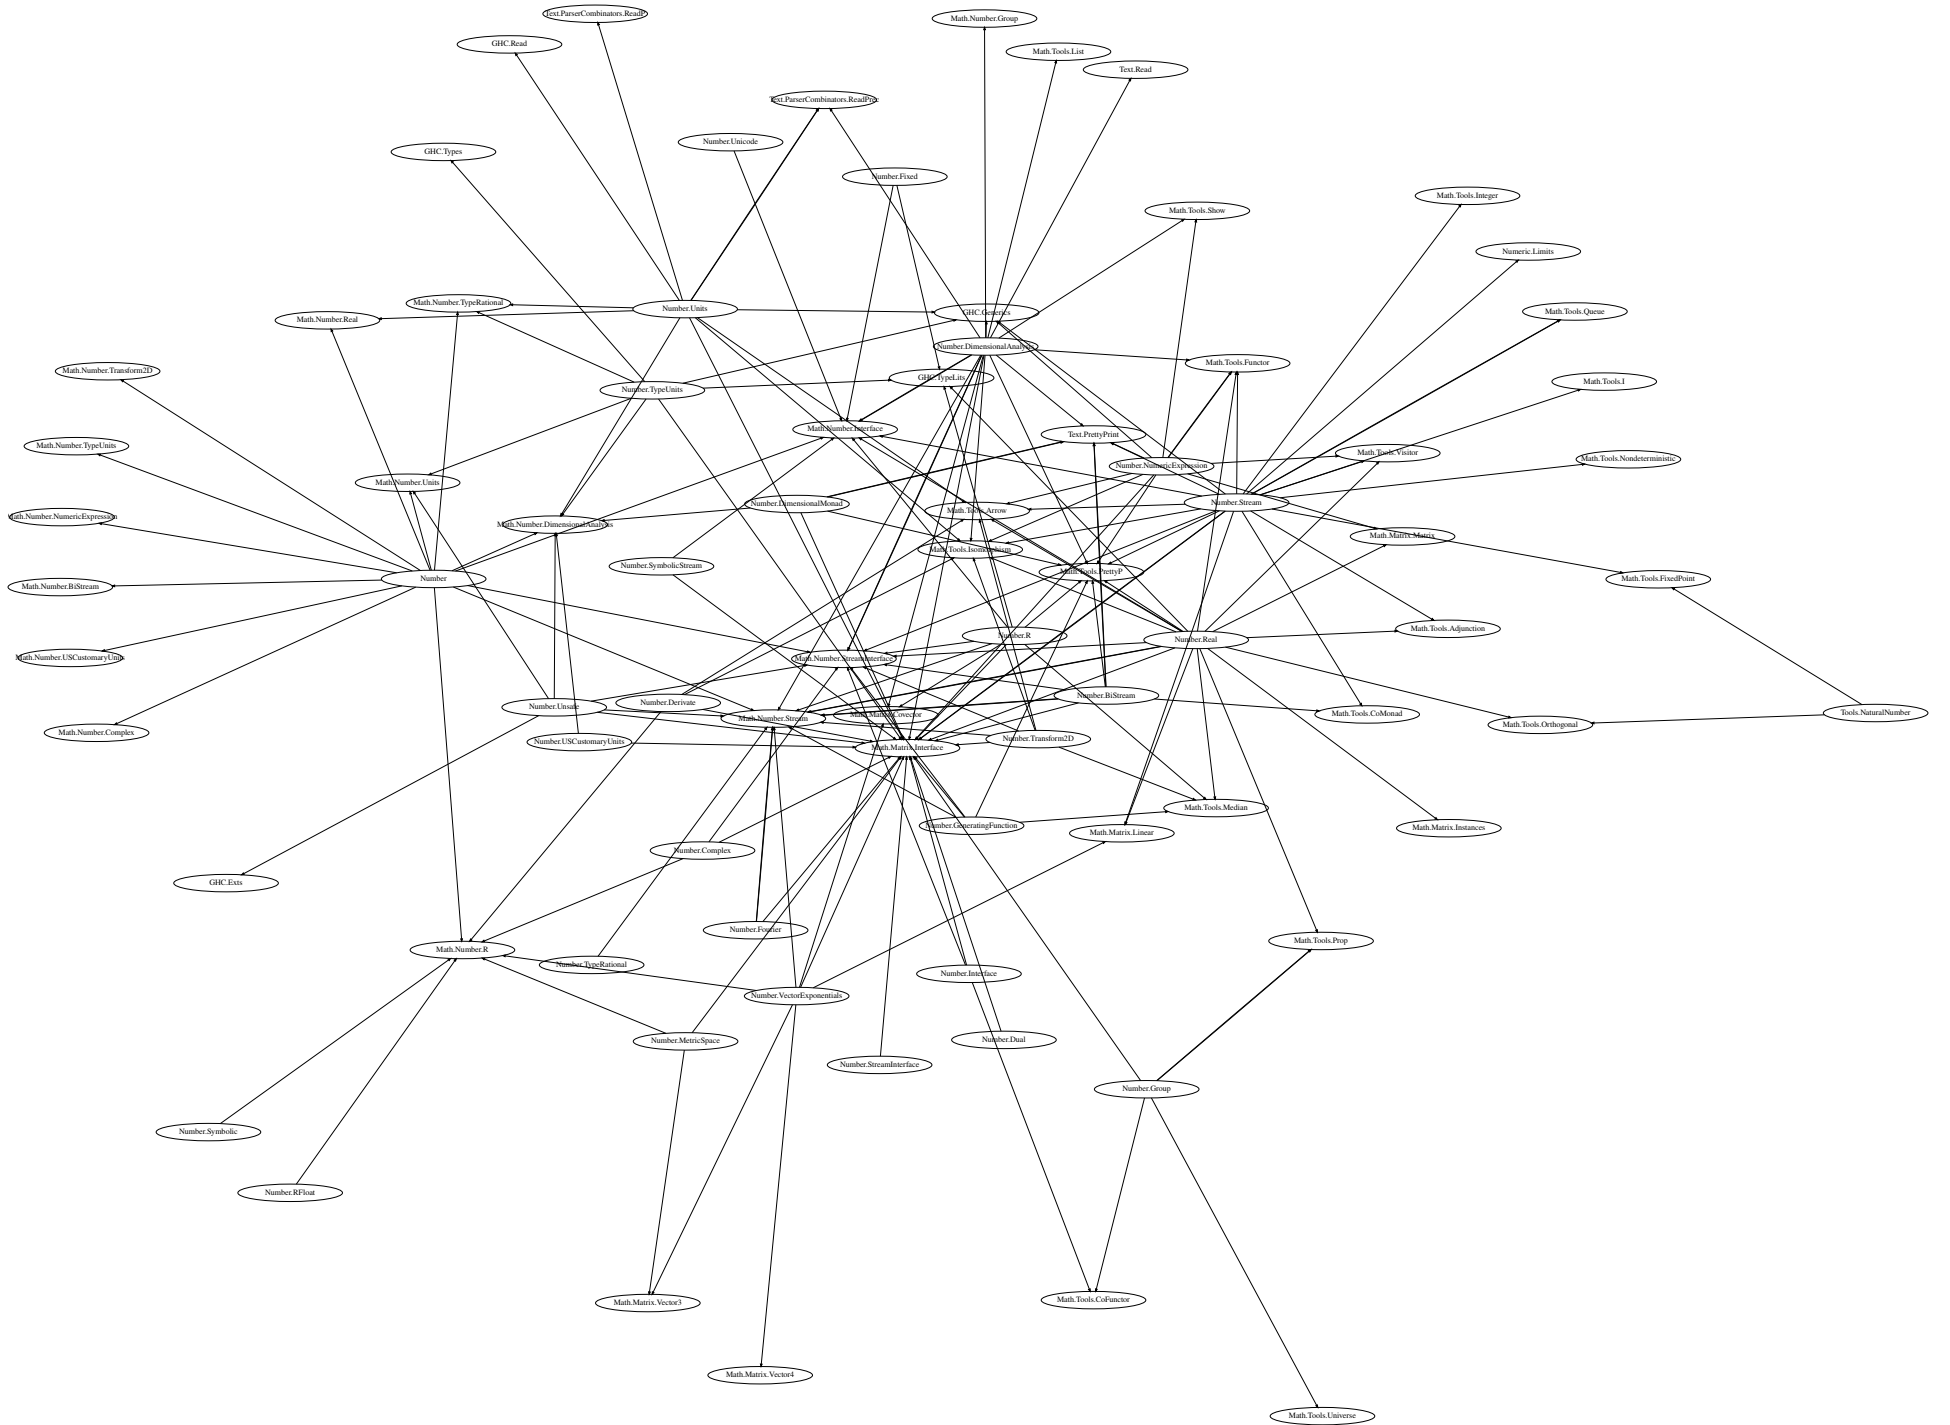 Text.ParserCombinators.ReadP
Math.Number.Group
GHC.Read
Math.Tools.List
Text.Read
Text.ParserCombinators.ReadPrec
Number.Unicode
GHC.Types
Number.Fixed
Math.Tools.Integer
Math.Tools.Show
Numeric.Limits
Math.Number.TypeRational
Number.Units
GHC.Generics
Math.Tools.Queue
Math.Number.Real
Number.DimensionalAnalysis
Math.Tools.Functor
Math.Number.Transform2D
GHC.TypeLits
Math.Tools.I
Number.TypeUnits
Math.Number.Interface
Text.PrettyPrint
Math.Number.TypeUnits
Math.Tools.Visitor
Math.Tools.Nondeterministic
Number.NumericExpression
Math.Number.Units
Number.DimensionalMonad
Number.Stream
Math.Tools.Arrow
Math.Number.NumericExpression
Math.Number.DimensionalAnalysis
Math.Matrix.Matrix
Math.Tools.Isomorphism
Number.SymbolicStream
Math.Tools.PrettyP
Number
Math.Tools.FixedPoint
Math.Number.BiStream
Math.Tools.Adjunction
Number.R
Number.Real
Math.Number.USCustomaryUnits
Math.Number.StreamInterface
Number.BiStream
Number.Derivate
Number.Unsafe
Tools.NaturalNumber
Math.Tools.CoMonad
Math.Matrix.Covector
Math.Number.Stream
Math.Tools.Orthogonal
Math.Number.Complex
Number.Transform2D
Number.USCustomaryUnits
Math.Matrix.Interface
Math.Tools.Median
Number.GeneratingFunction
Math.Matrix.Instances
Math.Matrix.Linear
Number.Complex
GHC.Exts
Number.Fourier
Math.Tools.Prop
Math.Number.R
Number.TypeRational
Number.Interface
Number.VectorExponentials
Number.Dual
Number.MetricSpace
Number.StreamInterface
Number.Group
Number.Symbolic
Number.RFloat
Math.Tools.CoFunctor
Math.Matrix.Vector3
Math.Matrix.Vector4
Math.Tools.Universe